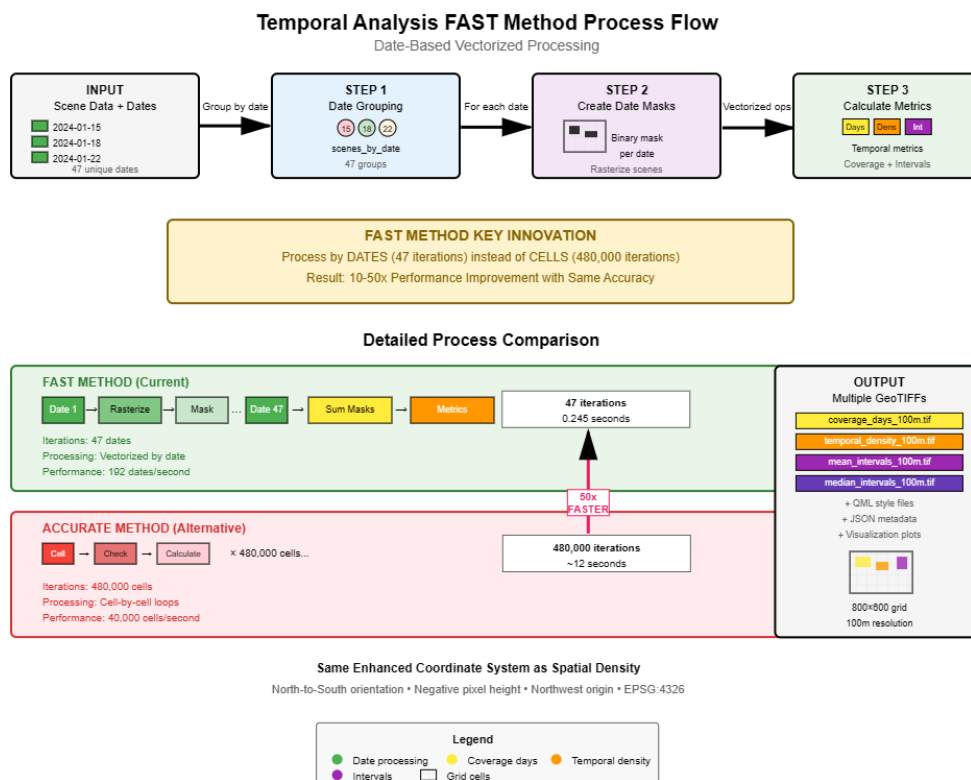 Temporal Analysis FAST Method Process Flow
Date-Based Vectorized Processing
INPUT
Scene Data + Dates
2024-01-15
2024-01-18
2024-01-22
47 unique dates
Group by date
STEP 1
Date Grouping
15 18 22
scenes_by_date
47 groups
For each date
STEP 2
Create Date Masks
Binary mask
per date
Rasterize scenes
Vectorized ops
STEP 3
Calculate Metrics
Days Dens Int
Temporal metrics
Coverage + Intervals
FAST METHOD KEY INNOVATION
Process by DATES (47 iterations) instead of CELLS (480,000 iterations)
Result: 10-50x Performance Improvement with Same Accuracy
Detailed Process Comparison
FAST METHOD (Current)
Date 1 → Rasterize → Mask ... Date 47 → Sum Masks → Metrics
Iterations: 47 dates
Processing: Vectorized by date
Performance: 192 dates/second
47 iterations
0.245 seconds
50x
FASTER
ACCURATE METHOD (Alternative)
Cell → Check → Calculate × 480,000 cells...
Iterations: 480,000 cells
Processing: Cell-by-cell loops
Performance: 40,000 cells/second
480,000 iterations
~12 seconds
OUTPUT
Multiple GeoTIFFs
coverage_days_100m.tif
temporal_density_100m.tif
mean_intervals_100m.tif
median_intervals_100m.tif
+ QML style files
+ JSON metadata
+ Visualization plots
800×600 grid
100m resolution
Same Enhanced Coordinate System as Spatial Density
North-to-South orientation • Negative pixel height • Northwest origin • EPSG:4326
Legend
Date processing Coverage days Temporal density
Intervals Grid cells